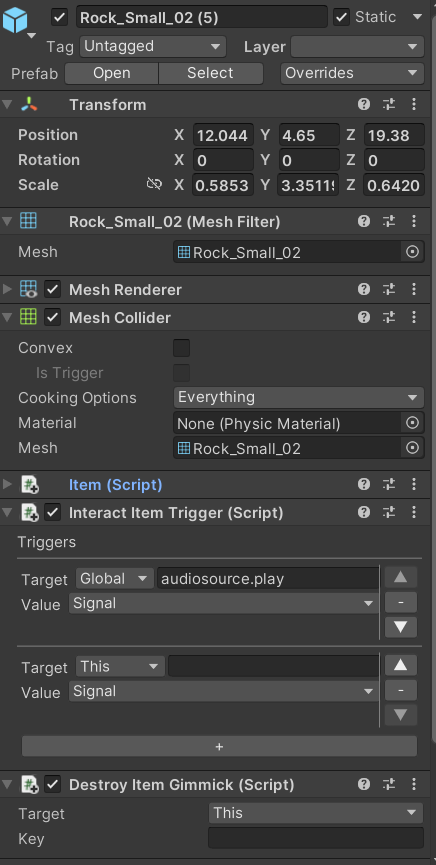 Rock_Small_02 (5) Static
Tag Untagged Layer
Prefab Open Select Overrides
Transform
Position X 12.044 Y 4.65 Z 19.38
Rotation X 0 Y 0 Z 0
Scale X 0.5853 Y 3.3511 Z 0.6420
Rock_Small_02 (Mesh Filter)
Mesh Rock_Small_02
Mesh Renderer
Mesh Collider
Convex
Is Trigger
Cooking Options Everything
Material None (Physic Material)
Mesh Rock_Small_02
Item (Script)
Interact Item Trigger (Script)
Triggers
Target Global audiosource.play
Value Signal -
Target This
Value Signal -
+
Destroy Item Gimmick (Script)
Target This
Key